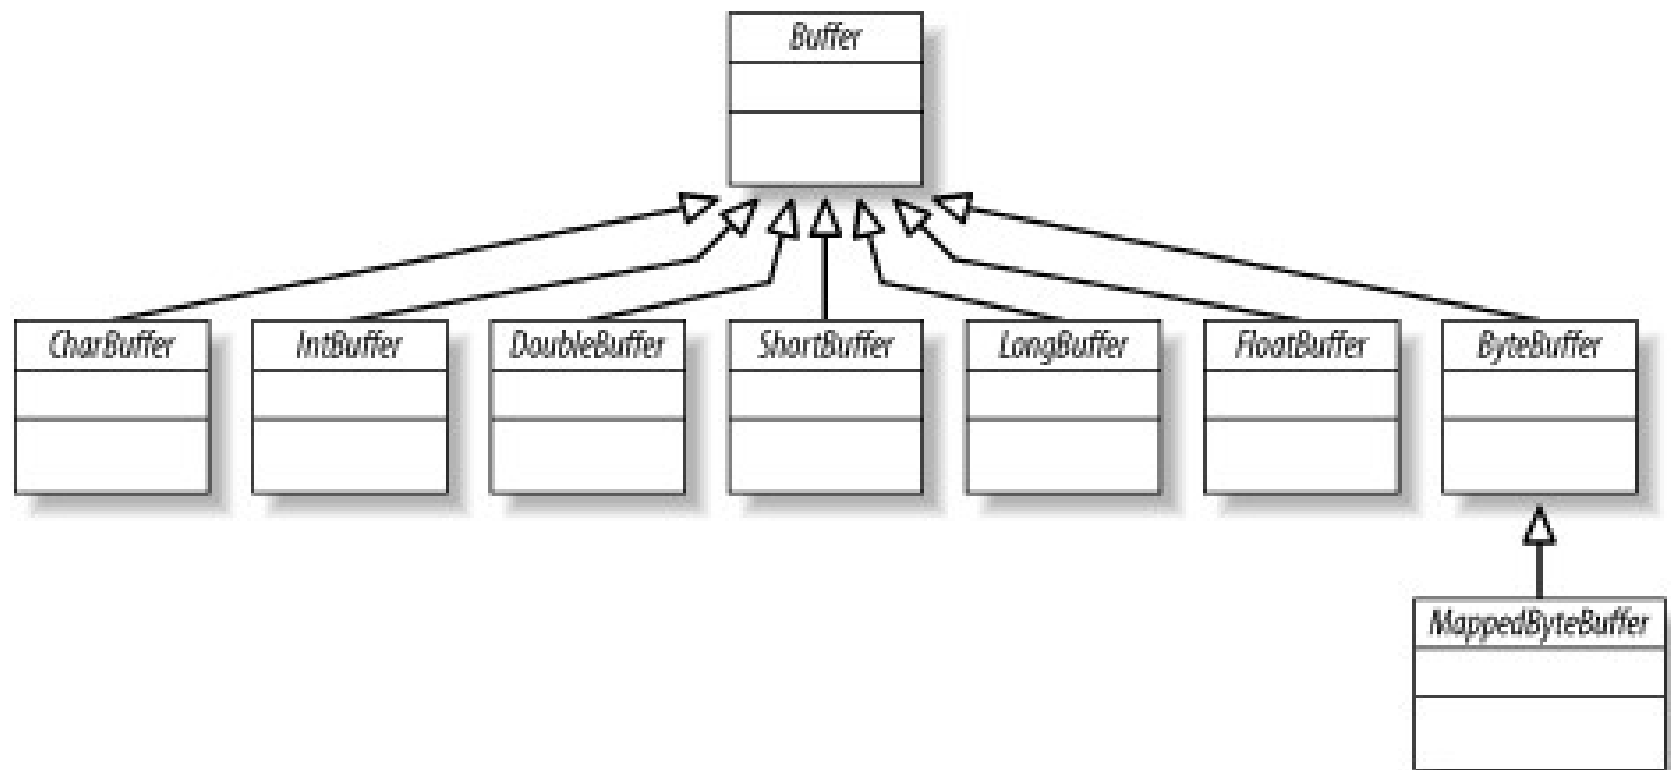 Buffer
CharBuffer
IntBuffer
DoubleBuffer
ShortBuffer
LongBuffer
FloatBuffer
ByteBuffer
MappedByteBuffer